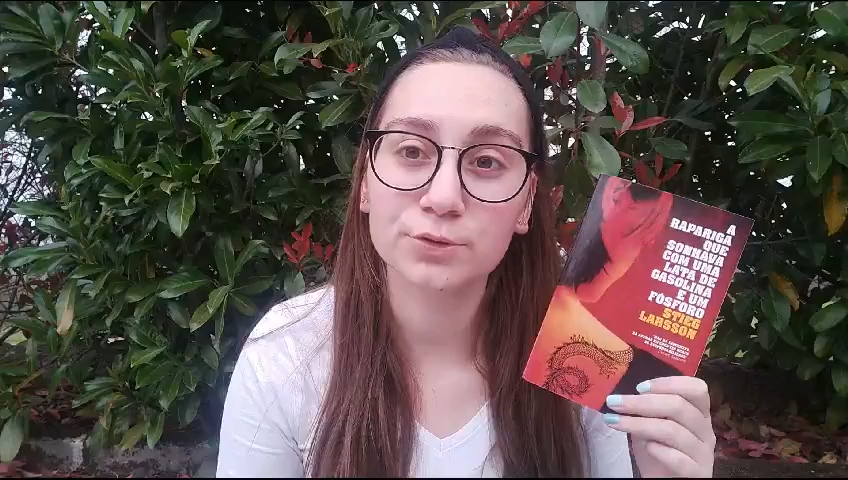 A
RAPARIGA
QUE
SONHAVA
COM UMA
LATA DE
GASOLINA
E UM
FÓSFORO
STIEG
LARSSON